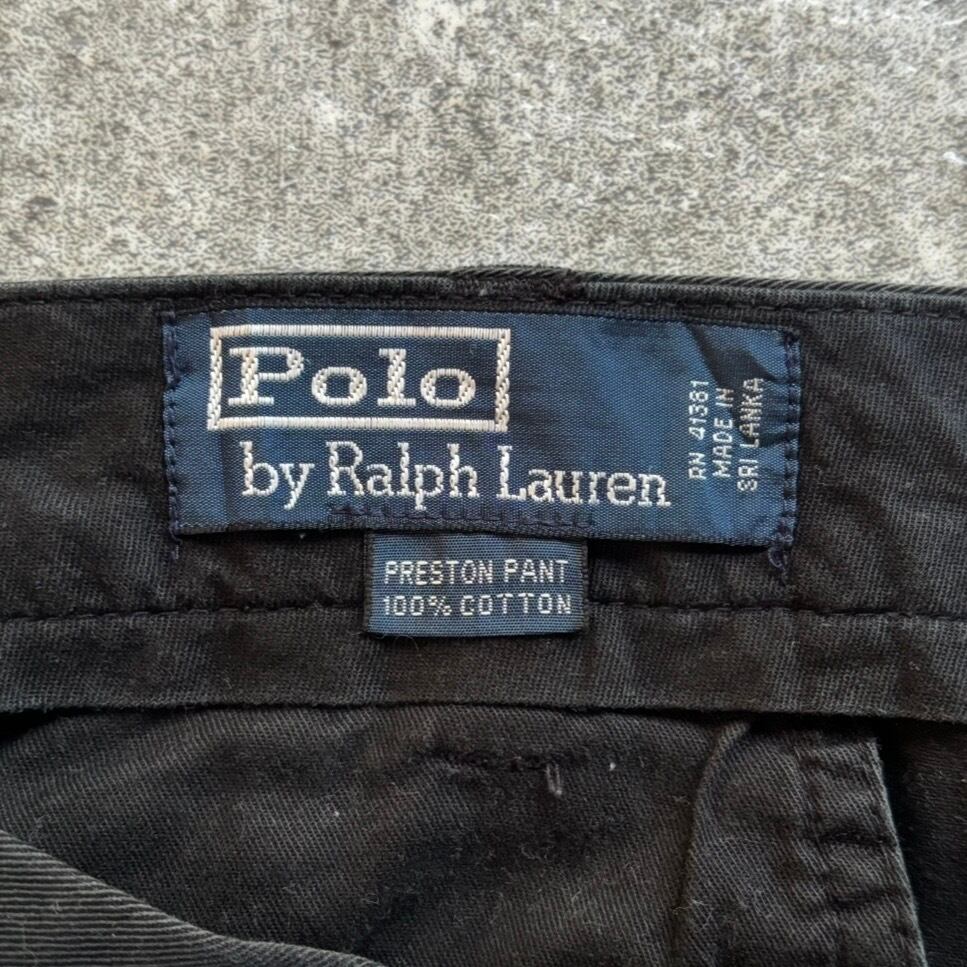 Polo
by Ralph Lauren
RN 41381
MADE IN
SRI LANKA
PRESTON PANT
100% COTTON